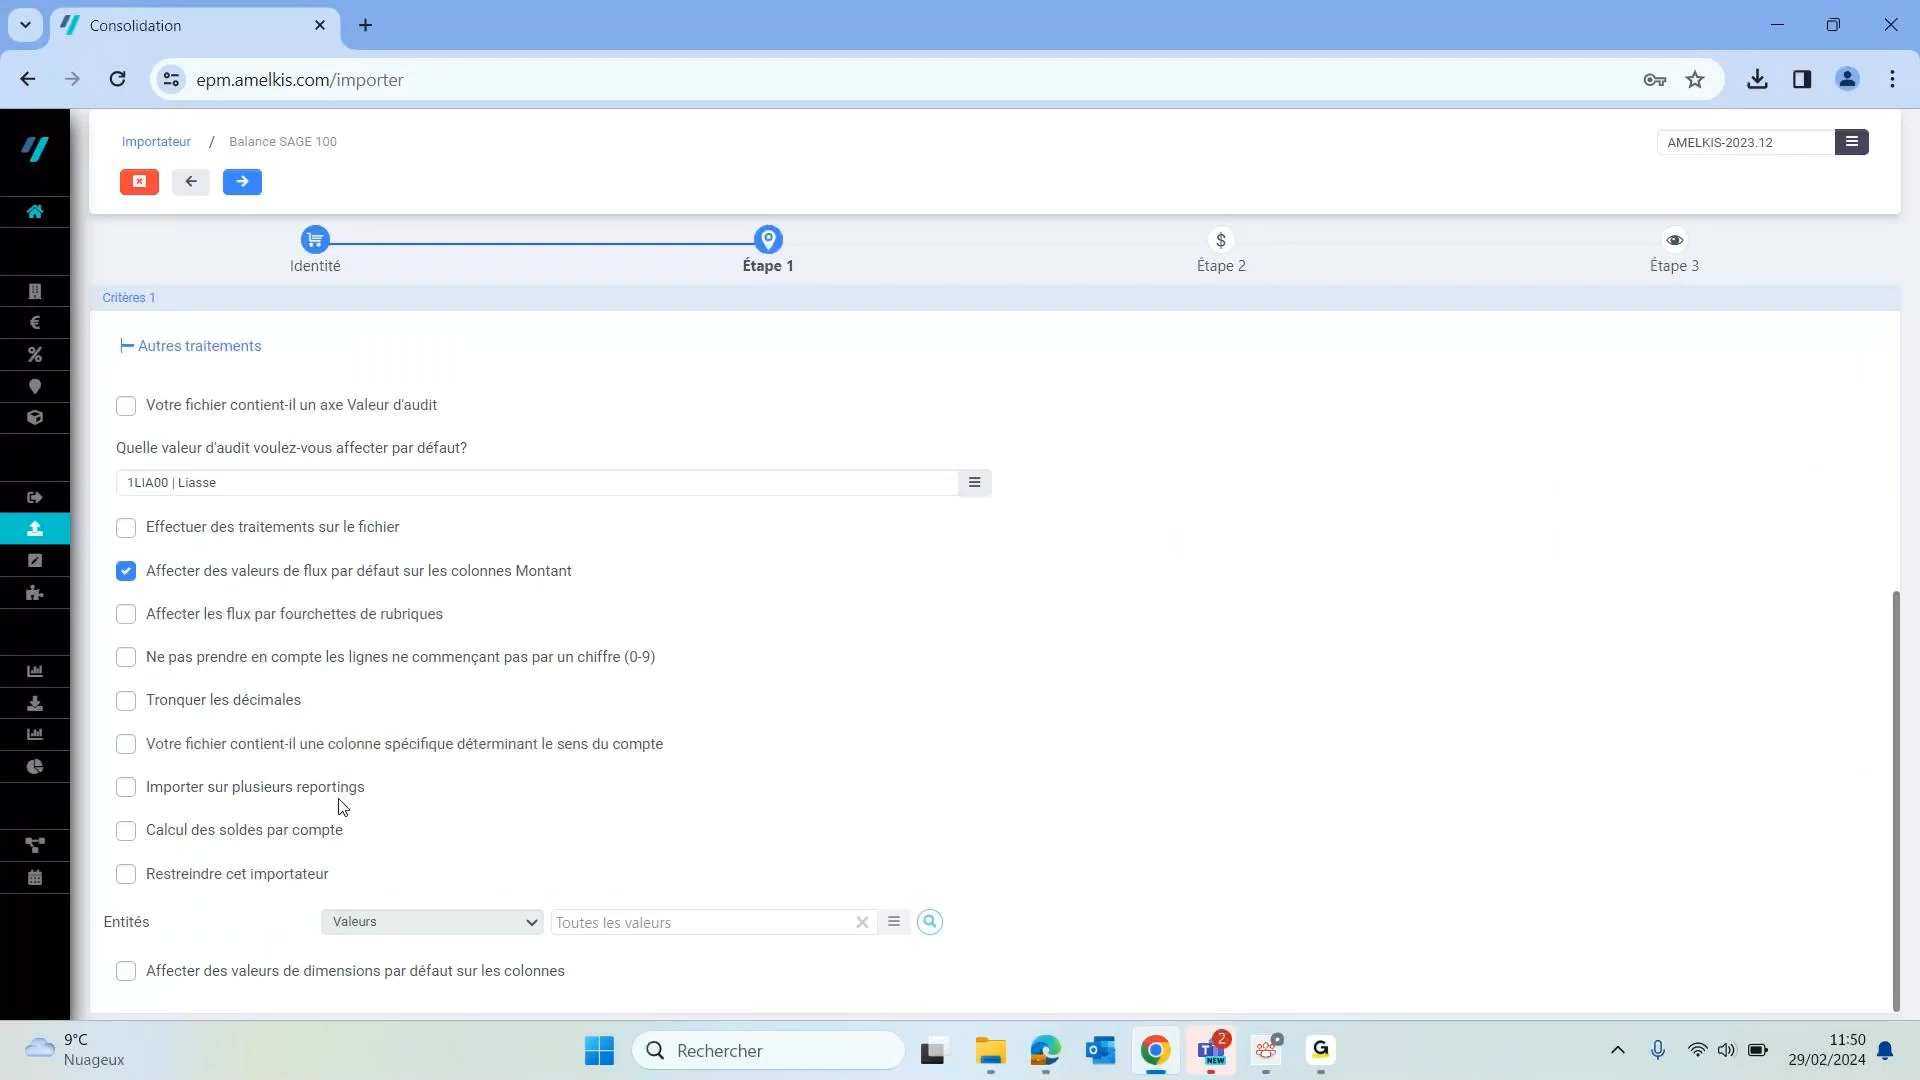 Consolidation
epm.amelkis.com/importer
Importateur / Balance SAGE 100
AMELKIS-2023.12
Identité
Étape 1
$
Étape 2
Étape 3
Critères 1
Autres traitements
Votre fichier contient-il un axe Valeur d'audit
Quelle valeur d'audit voulez-vous affecter par défaut?
1LIA00 | Liasse
Effectuer des traitements sur le fichier
Affecter des valeurs de flux par défaut sur les colonnes Montant
Affecter les flux par fourchettes de rubriques
Ne pas prendre en compte les lignes ne commençant pas par un chiffre (0-9)
Tronquer les décimales
Votre fichier contient-il une colonne spécifique déterminant le sens du compte
Importer sur plusieurs reportings
Calcul des soldes par compte
Restreindre cet importateur
Entités
Valeurs
Toutes les valeurs
Affecter des valeurs de dimensions par défaut sur les colonnes
9°C
Nuageux
Rechercher
2
NEW
G
11:50
29/02/2024